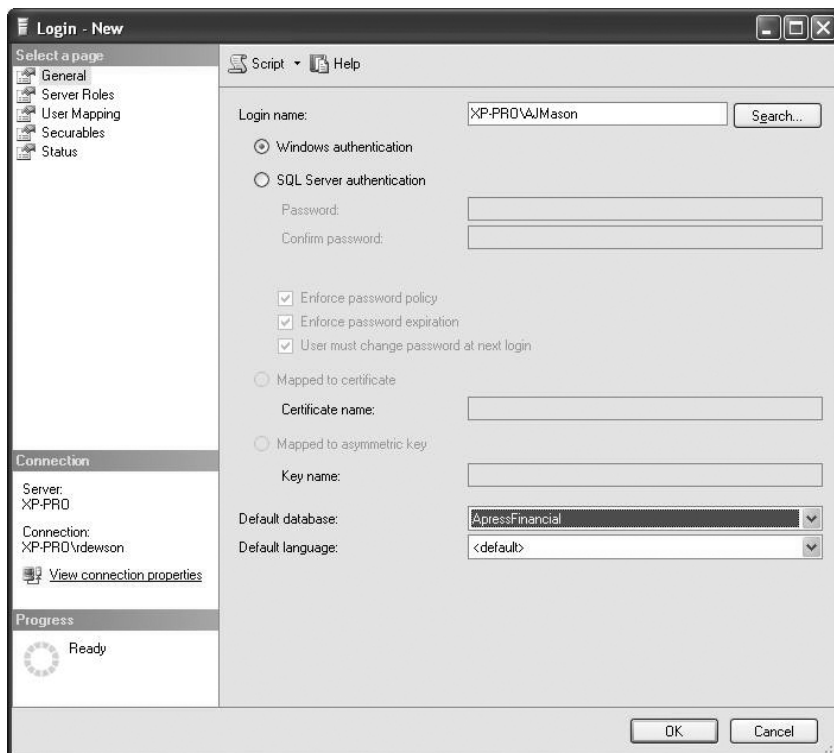 Login - New
Select a page
General
Server Roles
User Mapping
Securables
Status
Connection
Server:
XP-PRO
Connection:
XP-PRO\rdewson
View connection properties
Progress
Ready
Script
Help
Login name:
XP-PRO\AJMason
Search...
Windows authentication
SQL Server authentication
Password:
Confirm password:
Enforce password policy
Enforce password expiration
User must change password at next login
Mapped to certificate
Certificate name:
Mapped to asymmetric key
Key name:
Default database:
ApressFinancial
Default language:
<default>
OK
Cancel